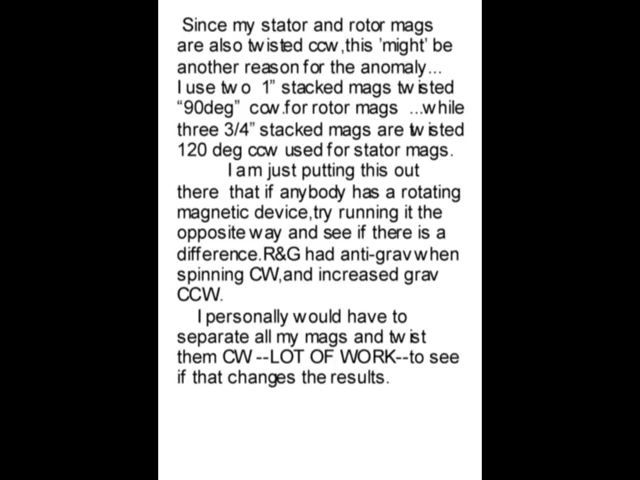 Since my stator and rotor mags
are also twisted ccw,this 'might' be
another reason for the anomaly...
I use two 1” stacked mags twisted
“90deg” ccw.for rotor mags ...while
three 3/4” stacked mags are twisted
120 deg ccw used for stator mags.
I am just putting this out
there that if anybody has a rotating
magnetic device,try running it the
opposite way and see if there is a
difference.R&G had anti-grav when
spinning CW,and increased grav
CCW.
I personally would have to
separate all my mags and twist
them CW --LOT OF WORK--to see
if that changes the results.